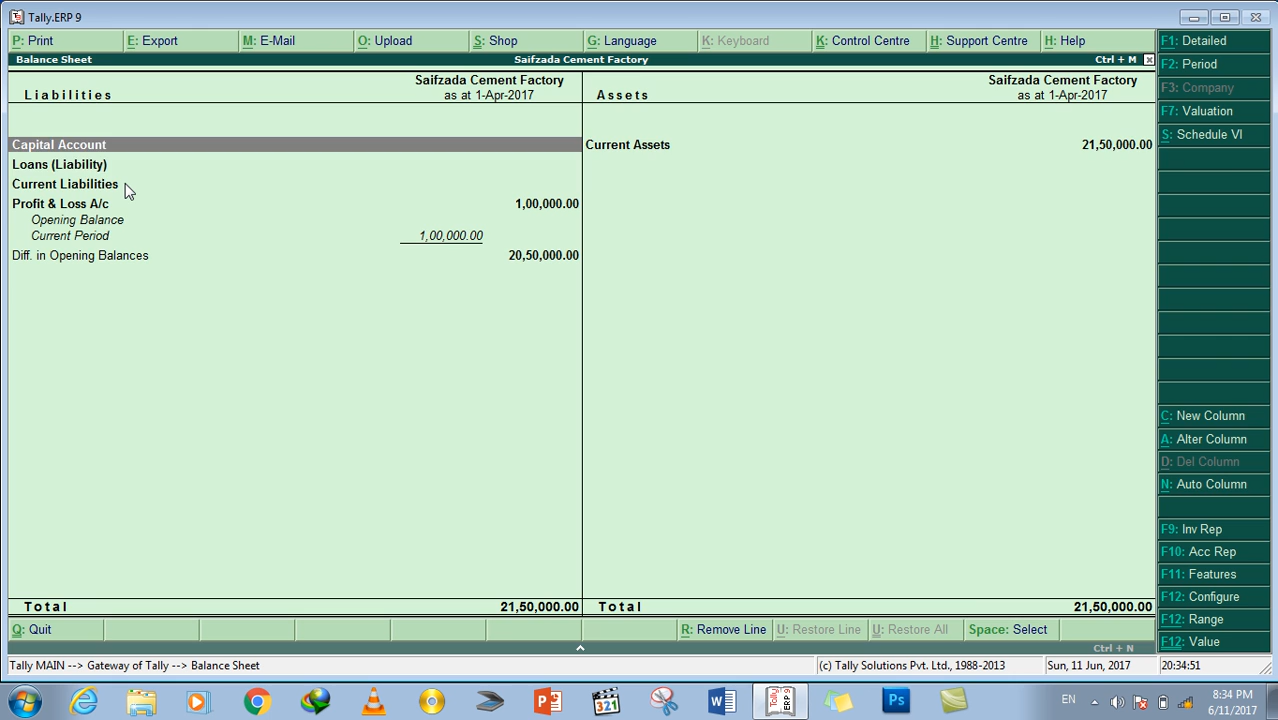 Tally.ERP 9
P: Print E: Export M: E-Mail O: Upload S: Shop G: Language K: Keyboard K: Control Centre H: Support Centre H: Help
Balance Sheet Saifzada Cement Factory Ctrl + M
Liabilities Saifzada Cement Factory as at 1-Apr-2017 Assets Saifzada Cement Factory as at 1-Apr-2017
Capital Account Current Assets 21,50,000.00
Loans (Liability)
Current Liabilities
Profit & Loss A/c 1,00,000.00
Opening Balance
Current Period 1,00,000.00
Diff. in Opening Balances 20,50,000.00
Total 21,50,000.00 Total 21,50,000.00
Q: Quit R: Remove Line U: Restore Line U: Restore All Space: Select
Ctrl + N
F1: Detailed
F2: Period
F3: Company
F7: Valuation
S: Schedule VI
C: New Column
A: Alter Column
D: Del Column
N: Auto Column
F9: Inv Rep
F10: Acc Rep
F11: Features
F12: Configure
F12: Range
F12: Value
Tally MAIN --> Gateway of Tally --> Balance Sheet (c) Tally Solutions Pvt. Ltd., 1988-2013 Sun, 11 Jun, 2017 20:34:51
321 Tally ERP 9 Ps EN 8:34 PM
6/11/2017